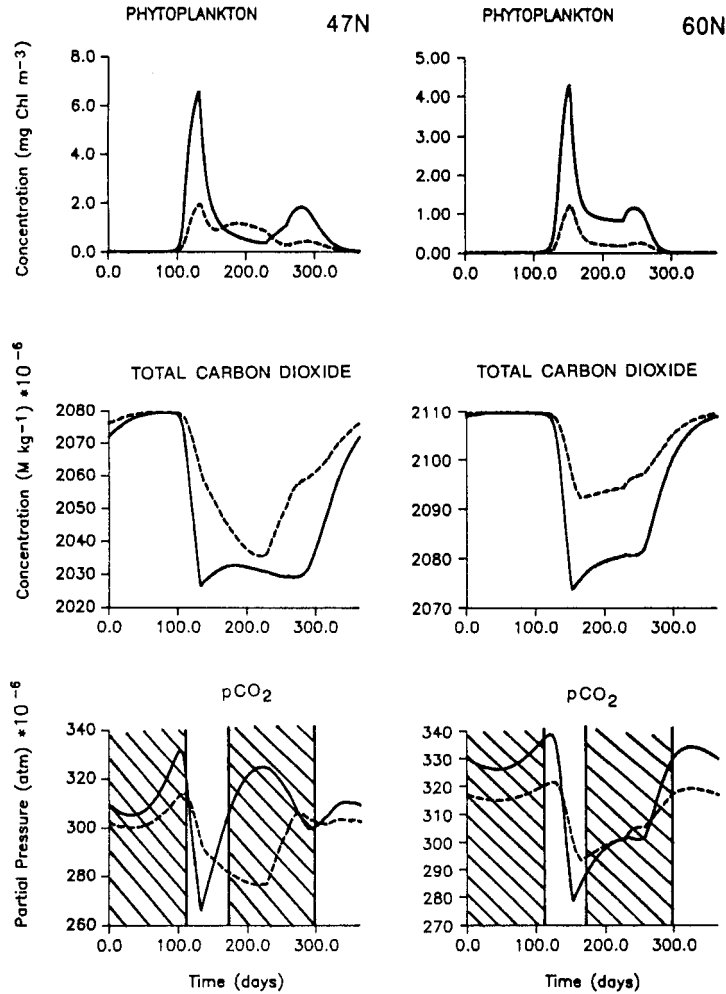 PHYTOPLANKTON 47N
PHYTOPLANKTON 60N
Concentration (mg Chl m-3)
8.0
6.0
4.0
2.0
0.0
0.0 100.0 200.0 300.0
5.00
4.00
3.00
2.00
1.00
0.00
0.0 100.0 200.0 300.0
TOTAL CARBON DIOXIDE
TOTAL CARBON DIOXIDE
Concentration (M kg-1) *10-6
2080
2070
2060
2050
2040
2030
2020
0.0 100.0 200.0 300.0
2110
2100
2090
2080
2070
0.0 100.0 200.0 300.0
pCO2
pCO2
Partial Pressure (atm) *10-6
340
320
300
280
260
0.0 100.0 200.0 300.0
Time (days)
340
330
320
310
300
290
280
270
0.0 100.0 200.0 300.0
Time (days)